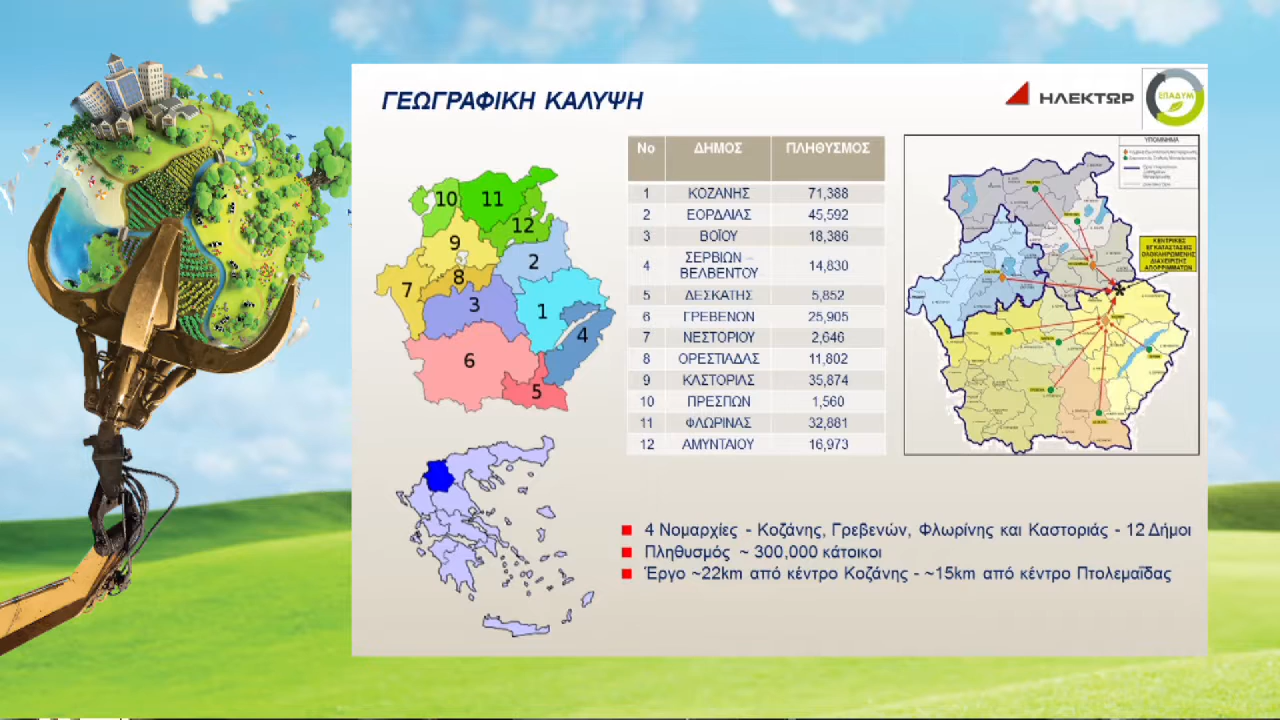 ΓΕΩΓΡΑΦΙΚΗ ΚΑΛΥΨΗ
ΗΛΕΚΤΩΡ
ΕΠΑΔΥΜ
No ΔΗΜΟΣ ΠΛΗΘΥΣΜΟΣ
1 ΚΟΖΑΝΗΣ 71,388
2 ΕΟΡΔΑΙΑΣ 45,592
3 ΒΟΪΟΥ 18,386
4 ΣΕΡΒΙΩΝ – ΒΕΛΒΕΝΤΟΥ 14,830
5 ΔΕΣΚΑΤΗΣ 5,852
6 ΓΡΕΒΕΝΩΝ 25,905
7 ΝΕΣΤΟΡΙΟΥ 2,646
8 ΟΡΕΣΤΙΑΔΑΣ 11,802
9 ΚΑΣΤΟΡΙΑΣ 35,874
10 ΠΡΕΣΠΩΝ 1,560
11 ΦΛΩΡΙΝΑΣ 32,881
12 ΑΜΥΝΤΑΙΟΥ 16,973
10
11
12
9
2
8
7
3
1
4
6
5
ΥΠΟΜΝΗΜΑ
ΚΕΝΤΡΙΚΕΣ
ΕΓΚΑΤΑΣΤΑΣΕΙΣ
ΟΛΟΚΛΗΡΩΜΕΝΗΣ
ΔΙΑΧΕΙΡΙΣΗΣ
ΑΠΟΡΡΙΜΜΑΤΩΝ
4 Νομαρχίες - Κοζάνης, Γρεβενών, Φλωρίνης και Καστοριάς - 12 Δήμοι
Πληθυσμός ~ 300,000 κάτοικοι
Έργο ~22km από κέντρο Κοζάνης - ~15km από κέντρο Πτολεμαΐδας